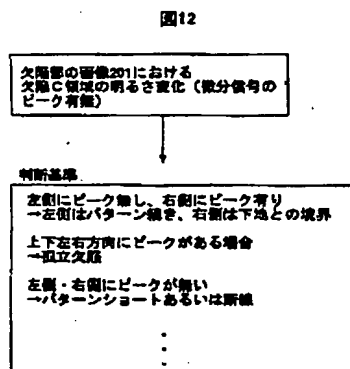 図12
欠陥部の画像201における
欠陥C領域の明るさ変化（微分信号の
ピーク有無）
判断基準
左側にピーク無し、右側にピーク有り
→左側はパターン続き、右側は下地との境界
上下左右方向にピークがある場合
→孤立欠陥
左側・右側にピークが無い
→パターンショートあるいは断線